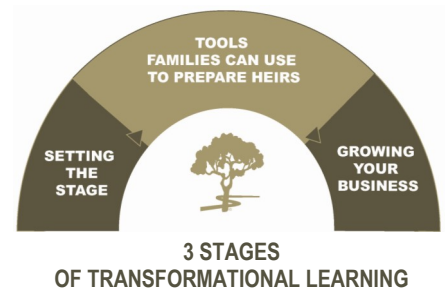 TOOLS
FAMILIES CAN USE
TO PREPARE HEIRS
SETTING
THE
STAGE
GROWING
YOUR
BUSINESS
3 STAGES
OF TRANSFORMATIONAL LEARNING